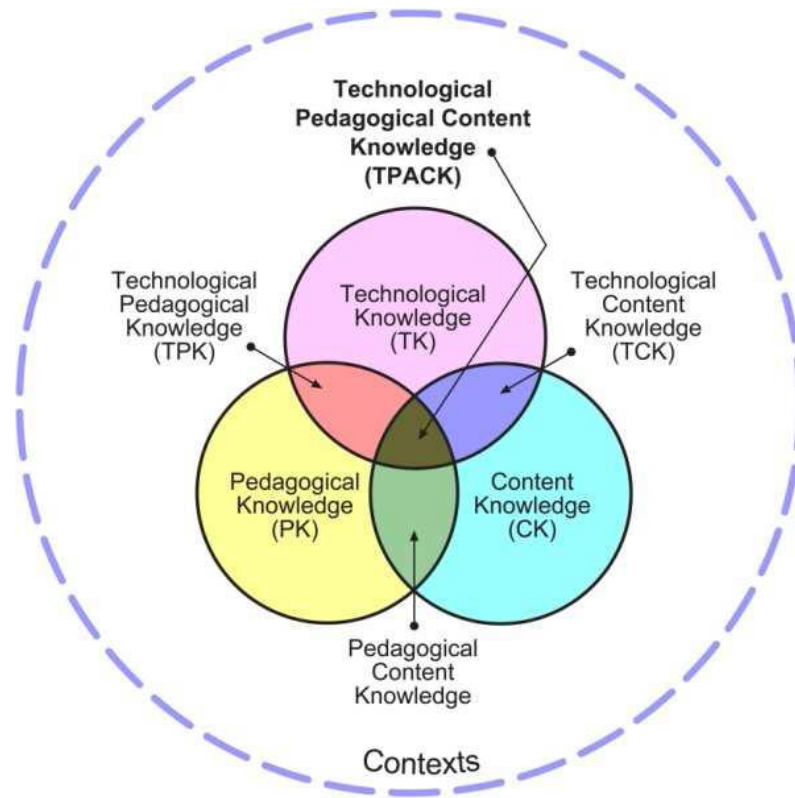 Technological
Pedagogical Content
Knowledge
(TPACK)
Technological
Pedagogical
Knowledge
(TPK)
Technological
Knowledge
(TK)
Technological
Content
Knowledge
(TCK)
Pedagogical
Knowledge
(PK)
Content
Knowledge
(CK)
Pedagogical
Content
Knowledge
Contexts